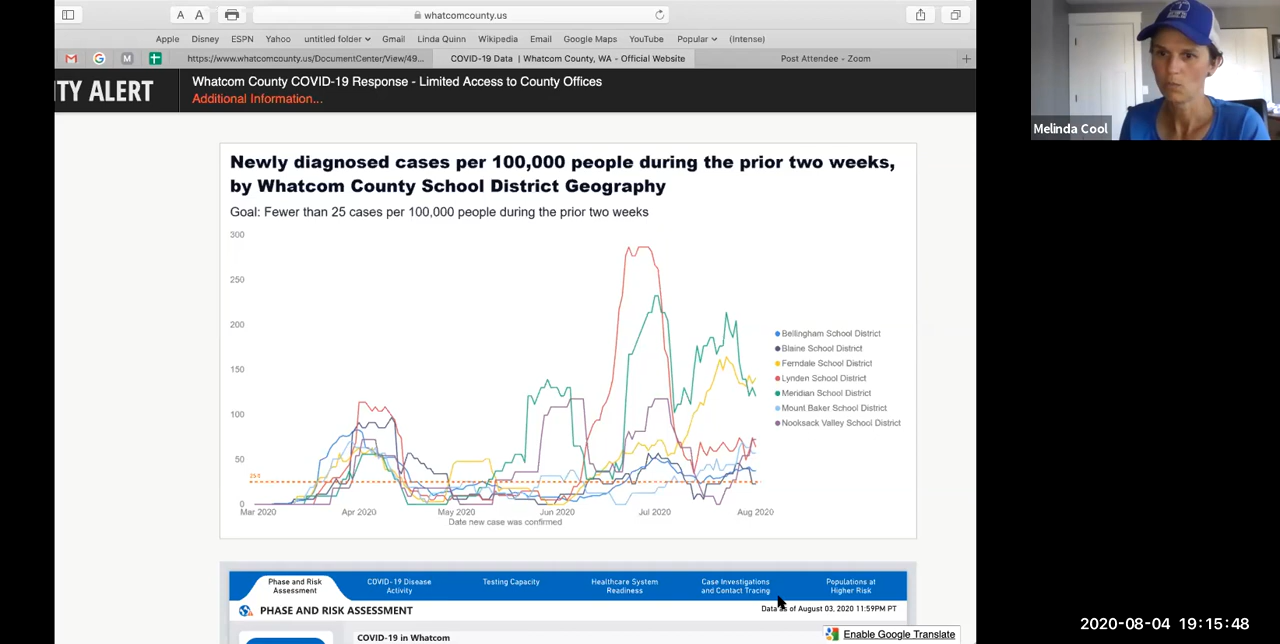 A A
whatcomcounty.us
Apple Disney ESPN Yahoo untitled folder Gmail Linda Quinn Wikipedia Email Google Maps YouTube Popular (Intense)
M
https://www.whatcomcounty.us/DocumentCenter/View/49... COVID-19 Data | Whatcom County, WA - Official Website Post Attendee - Zoom +
TY ALERT
Whatcom County COVID-19 Response - Limited Access to County Offices
Additional Information...
Melinda Cool
Newly diagnosed cases per 100,000 people during the prior two weeks,
by Whatcom County School District Geography
Goal: Fewer than 25 cases per 100,000 people during the prior two weeks
300
250
200
150
100
50
0
Mar 2020 Apr 2020 May 2020 Jun 2020 Jul 2020 Aug 2020
Date new case was confirmed
Bellingham School District
Blaine School District
Ferndale School District
Lynden School District
Meridian School District
Mount Baker School District
Nooksack Valley School District
Phase and Risk
Assessment
COVID-19 Disease
Activity
Testing Capacity
Healthcare System
Readiness
Case Investigations
and Contact Tracing
Populations at
Higher Risk
PHASE AND RISK ASSESSMENT
Data as of August 03, 2020 11:59PM PT
COVID-19 in Whatcom
Enable Google Translate
2020-08-04 19:15:48